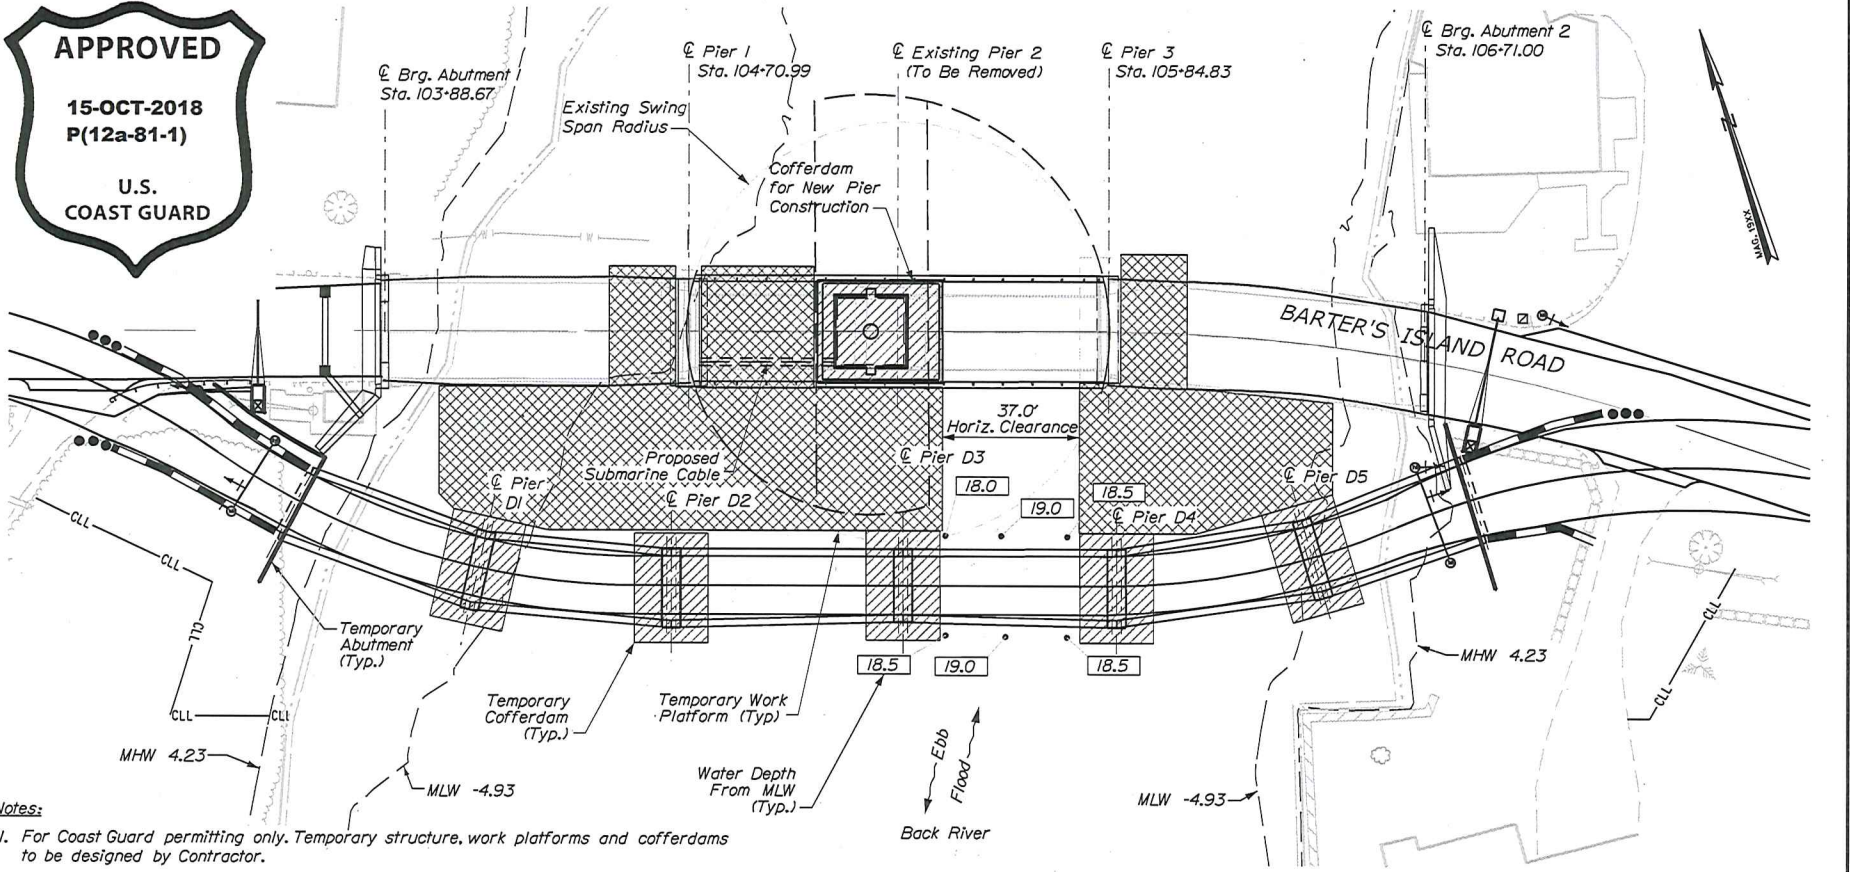 APPROVED
15-OCT-2018
P(12a-81-1)
U.S.
COAST GUARD
℄ Brg. Abutment 1
Sta. 103+88.67
℄ Pier 1
Sta. 104+70.99
℄ Existing Pier 2
(To Be Removed)
℄ Pier 3
Sta. 105+84.83
℄ Brg. Abutment 2
Sta. 106+71.00
MAG. 19XX
Existing Swing
Span Radius
Cofferdam
for New Pier
Construction
W
W
BARTER'S ISLAND ROAD
37.0'
Horiz. Clearance
Proposed
Submarine Cable
℄ Pier
D1
℄ Pier D2
℄ Pier D3
℄ Pier D4
℄ Pier D5
18.0
19.0
18.5
18.5
19.0
18.5
CLL
CLL
CLL
CLL
CLL
CLL
CLL
Temporary
Abutment
(Typ.)
Temporary
Cofferdam
(Typ.)
Temporary Work
Platform (Typ)
Water Depth
From MLW
(Typ.)
MHW 4.23
MLW -4.93
MHW 4.23
MLW -4.93
Ebb
Flood
Back River
Notes:
1. For Coast Guard permitting only. Temporary structure, work platforms and cofferdams
to be designed by Contractor.